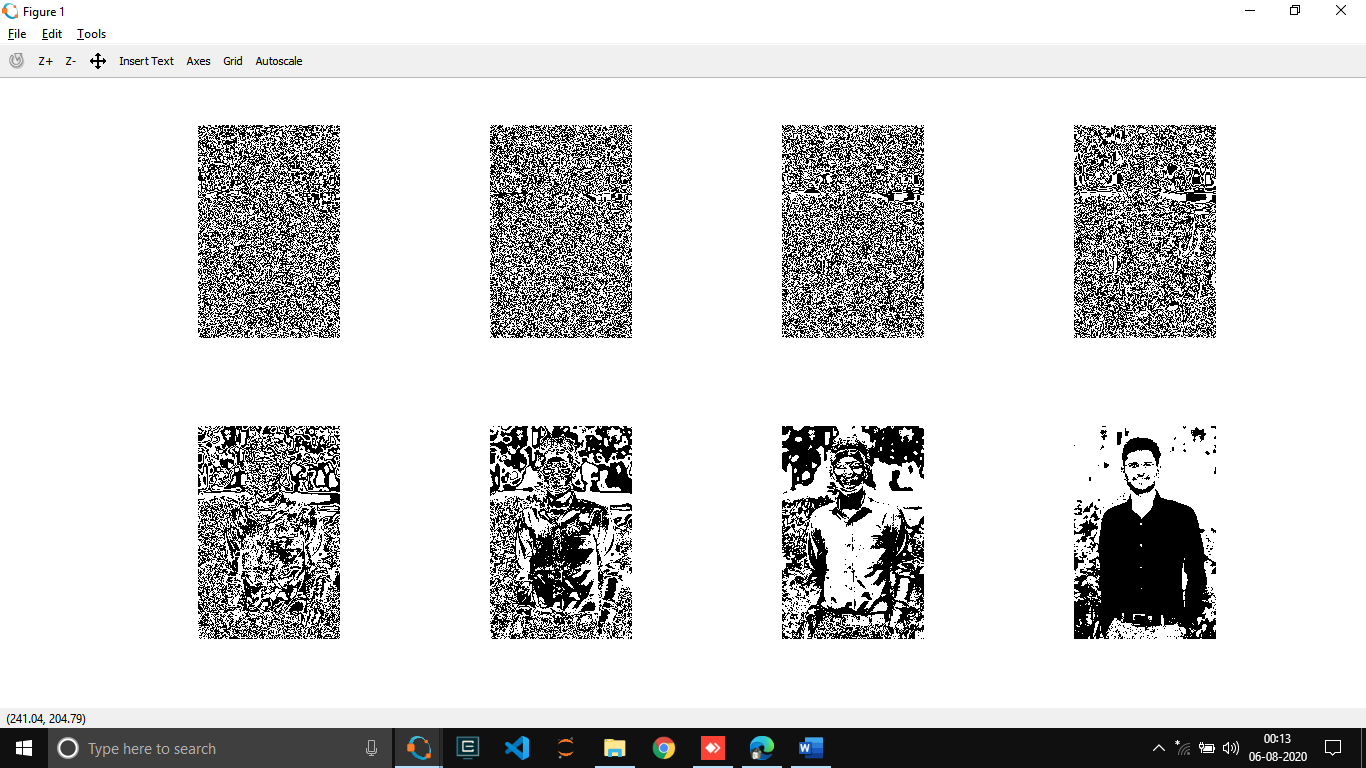 Figure 1
File Edit Tools
Z+ Z- Insert Text Axes Grid Autoscale
(241.04, 204.79)
Type here to search
00:13
06-08-2020